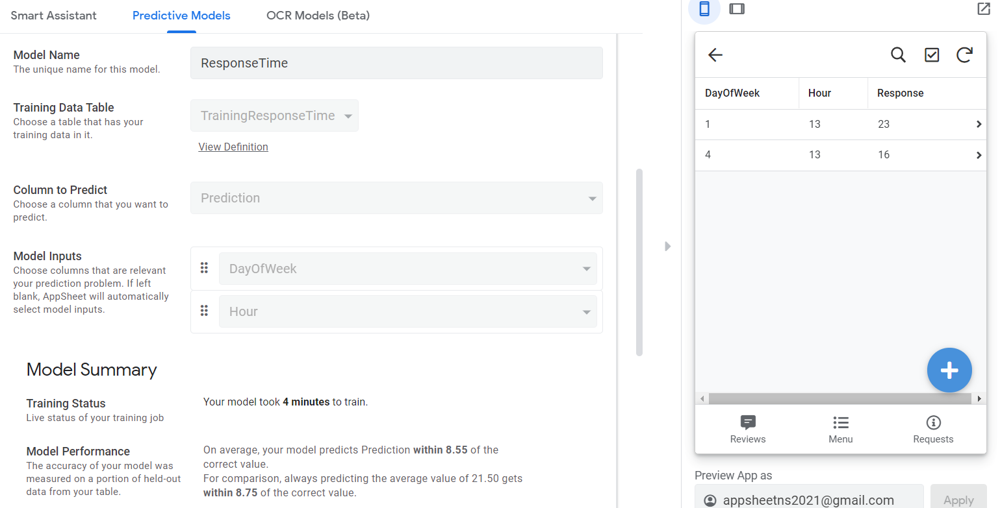 Smart Assistant
Predictive Models
OCR Models (Beta)
Model Name
The unique name for this model.
ResponseTime
Training Data Table
Choose a table that has your
training data in it.
TrainingResponseTime
View Definition
Column to Predict
Choose a column that you want to
predict.
Prediction
Model Inputs
Choose columns that are relevant
your prediction problem. If left
blank, AppSheet will automatically
select model inputs.
DayOfWeek
Hour
Model Summary
Training Status
Live status of your training job
Your model took 4 minutes to train.
Model Performance
The accuracy of your model was
measured on a portion of held-out
data from your table.
On average, your model predicts Prediction within 8.55 of the
correct value.
For comparison, always predicting the average value of 21.50 gets
within 8.75 of the correct value.
DayOfWeek Hour Response
1 13 23
4 13 16
Reviews Menu Requests
Preview App as
appsheetns2021@gmail.com
Apply